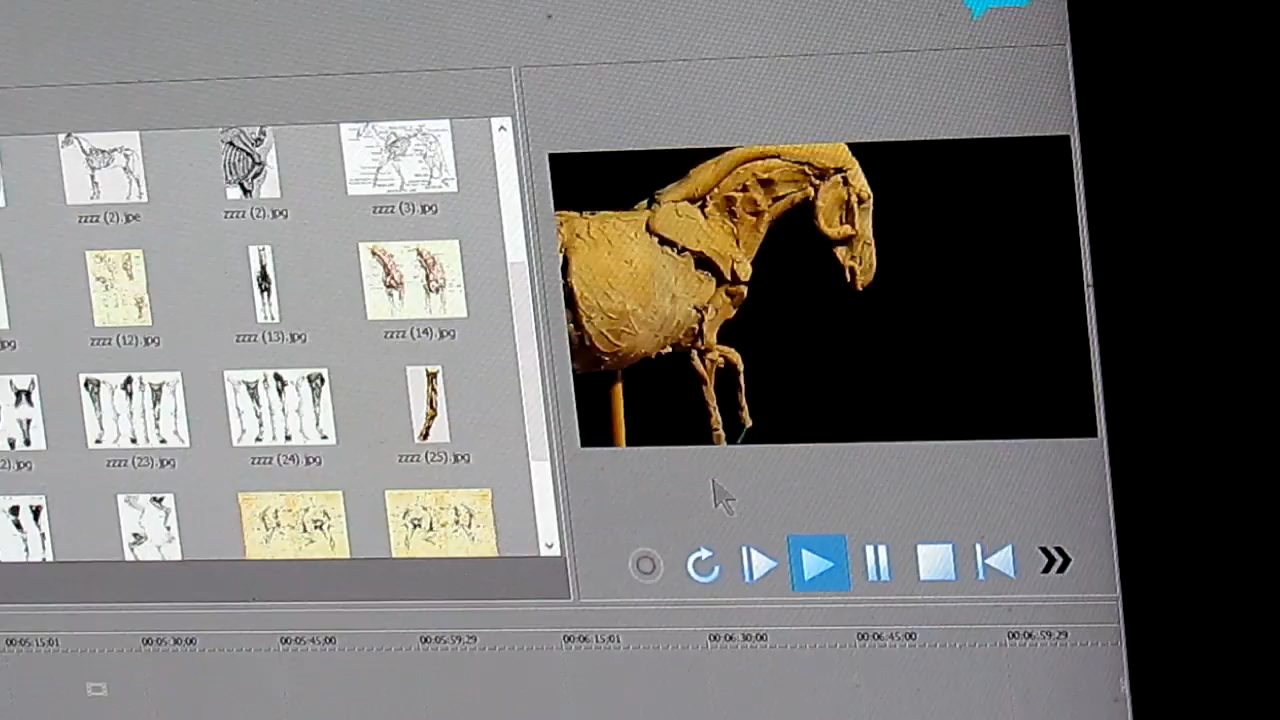 zzzz (2).jpe
zzzz (2).jpg
zzzz (3).jpg
jpg
zzzz (12).jpg
zzzz (13).jpg
zzzz (14).jpg
2).jpg
zzzz (23).jpg
zzzz (24).jpg
zzzz (25).jpg
00:05:15;01
00:05:30;00
00:05:45;00
00:05:59;29
00:06:15;01
00:06:30;00
00:06:45;00
00:06:59;29